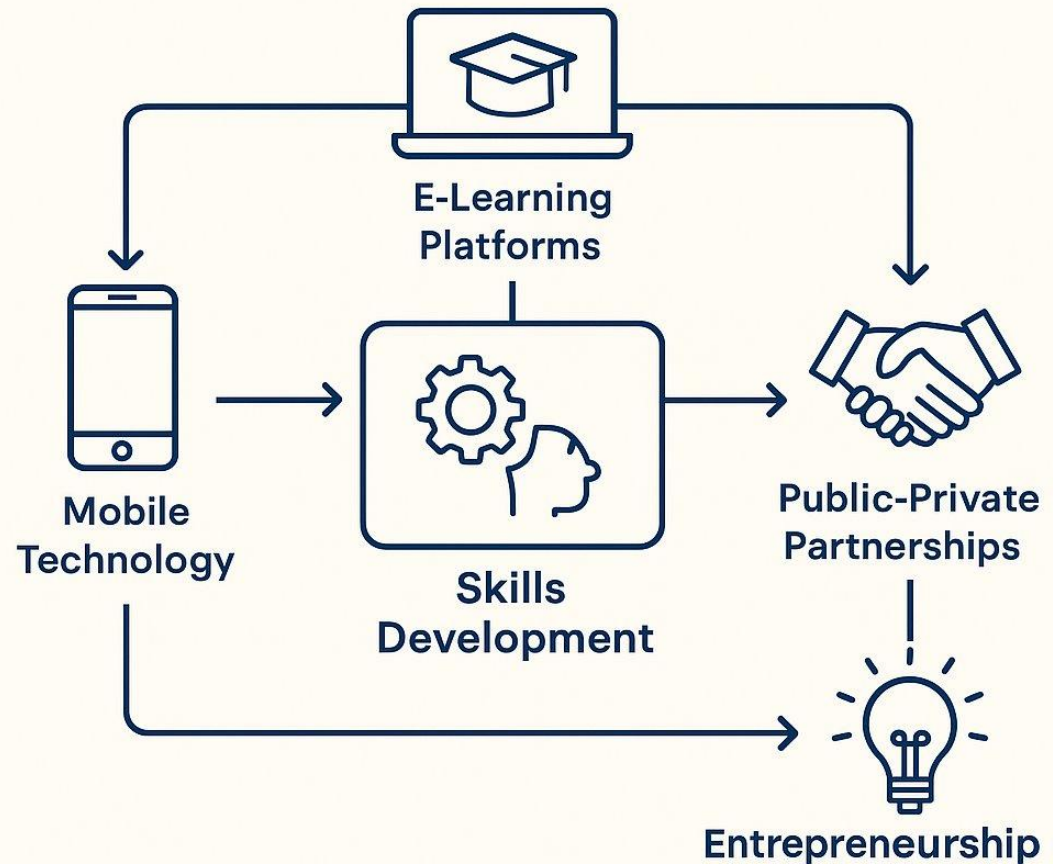 E-Learning
Platforms
Mobile
Technology
Skills
Development
Public-Private
Partnerships
Entrepreneurship